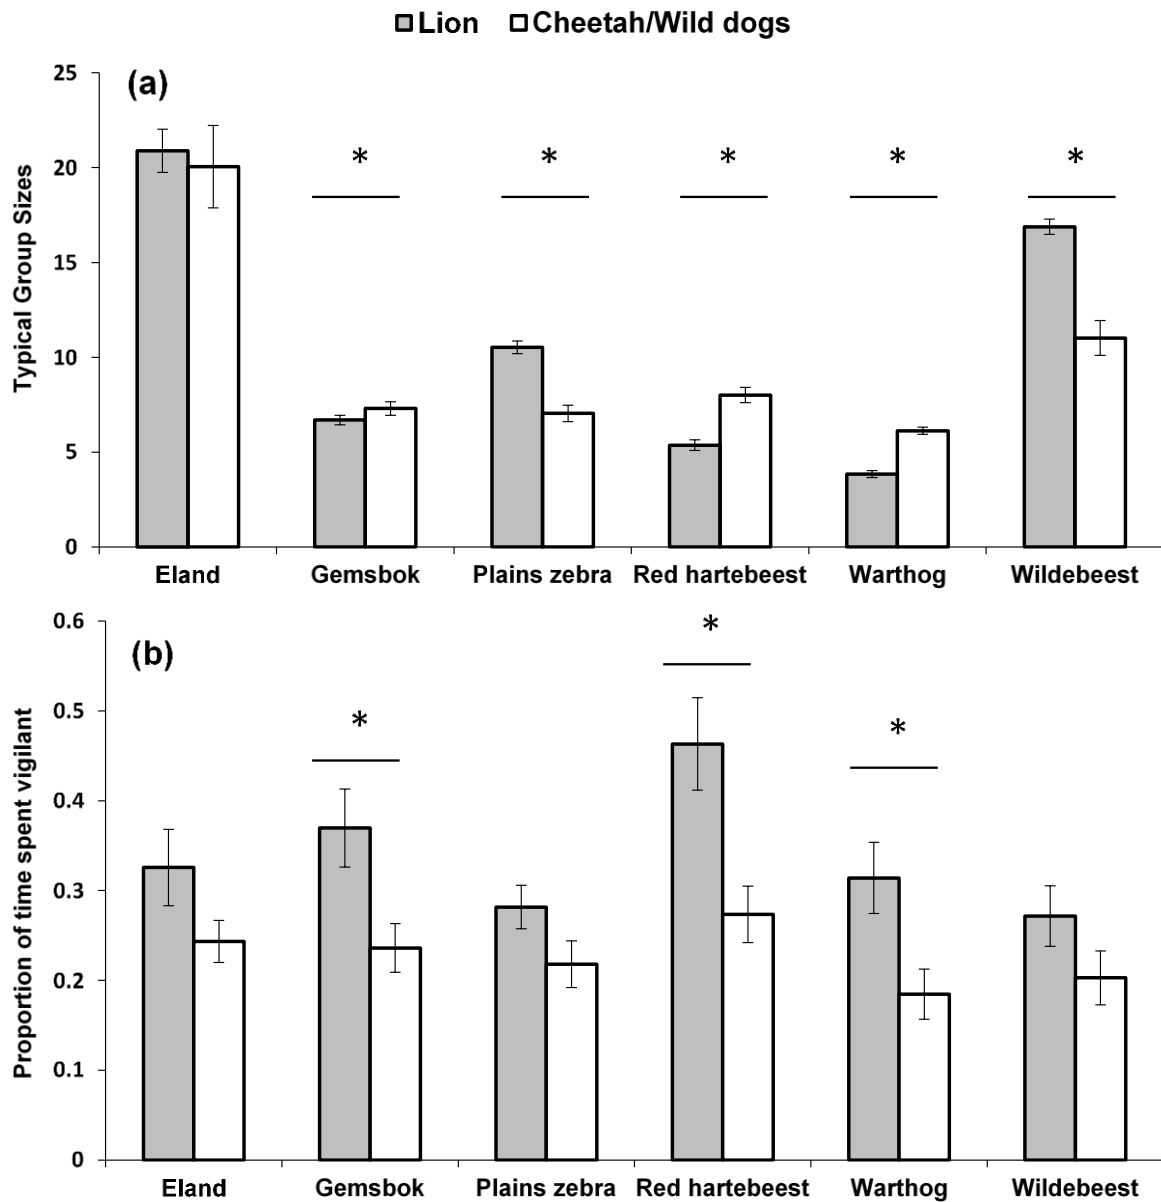 Lion Cheetah/Wild dogs
(a)
Typical Group Sizes
25
20
15
10
5
0
* * * * *
Eland Gemsbok Plains zebra Red hartebeest Warthog Wildebeest
(b)
Proportion of time spent vigilant
0.6
0.5
0.4
0.3
0.2
0.1
0
* * *
Eland Gemsbok Plains zebra Red hartebeest Warthog Wildebeest